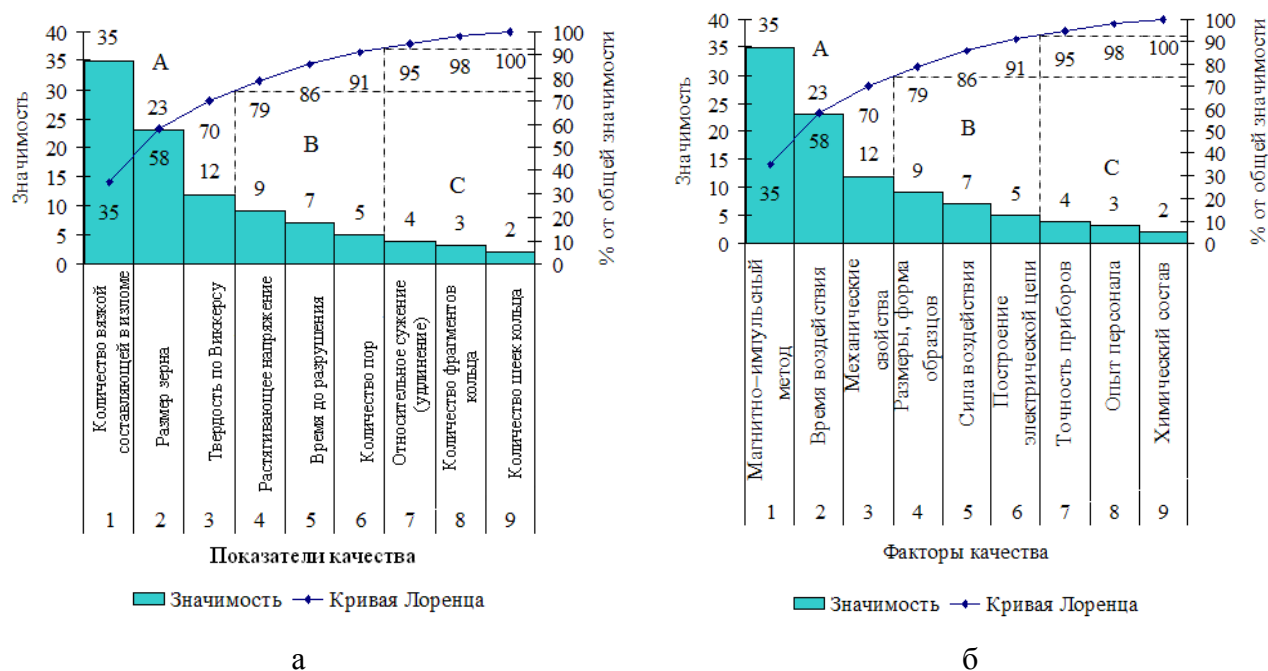 40
35
30
25
20
15
10
5
0
Значимость
35
A
23
58
35
70
12
79
9
86
B
7
91
5
95
C
4
98
3
100
2
100
90
80
70
60
50
40
30
20
10
0
% от общей значимости
Количество вязкой
составляющей в изломе
Размер зерна
Твердость по Виккерсу
Растягивающее напряжение
Время до разрушения
Количество пор
Относительное сужение
(удлинение)
Количество фрагментов
кольца
Количество шеек кольца
1 2 3 4 5 6 7 8 9
Показатели качества
Значимость Кривая Лоренца
а
40
35
30
25
20
15
10
5
0
Значимость
35
A
23
58
35
70
12
79
9
86
B
7
91
5
95
C
4
98
3
100
2
100
90
80
70
60
50
40
30
20
10
0
% от общей значимости
Магнитно–импульсный
метод
Время воздействия
Механические
свойства
Размеры, форма
образцов
Сила воздействия
Построение
электрической цепи
Точность приборов
Опыт персонала
Химический состав
1 2 3 4 5 6 7 8 9
Факторы качества
Значимость Кривая Лоренца
б